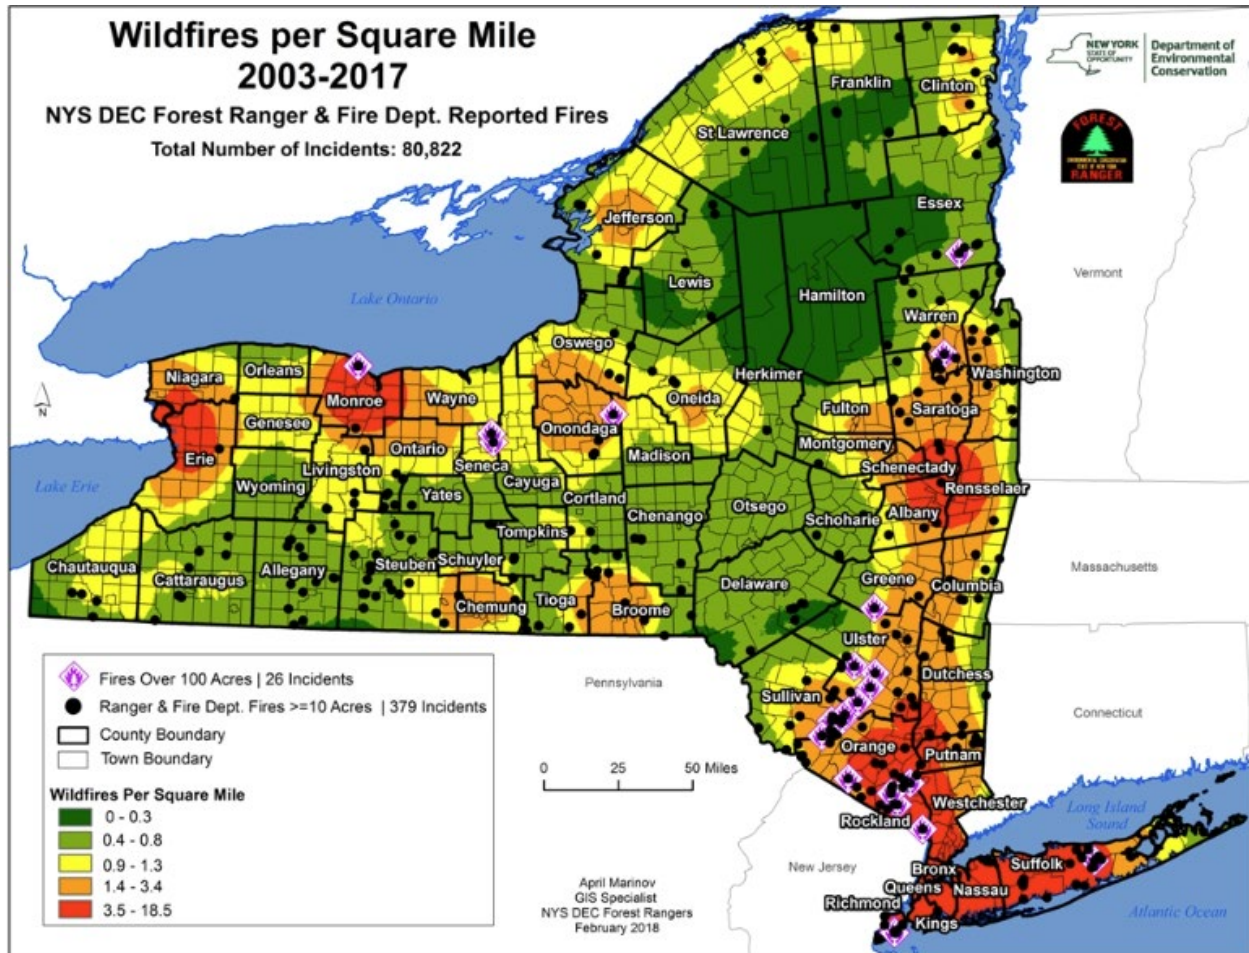 Wildfires per Square Mile
2003-2017
NYS DEC Forest Ranger & Fire Dept. Reported Fires
Total Number of Incidents: 80,822
NEW YORK
STATE OF
OPPORTUNITY
Department of
Environmental
Conservation
FOREST
ENVIRONMENTAL CONSERVATION
STATE OF NEW YORK
RANGER
Franklin
Clinton
St Lawrence
Essex
Jefferson
Vermont
Lewis
Hamilton
Lake Ontario
Warren
Oswego
Herkimer
Washington
Niagara
Orleans
Monroe
Wayne
Oneida
Fulton
Saratoga
Genesee
Onondaga
Montgomery
Ontario
Erie
Livingston
Seneca
Madison
Schenectady
Lake Erie
Wyoming
Yates
Cayuga
Cortland
Rensselaer
Otsego
Albany
Chenango
Schoharie
Tompkins
Schuyler
Chautauqua
Cattaraugus
Allegany
Steuben
Massachusetts
Delaware
Greene
Columbia
Chemung
Tioga
Broome
Ulster
N
Pennsylvania
Dutchess
Sullivan
Connecticut
Orange
Putnam
Westchester
Long Island
Sound
Rockland
New Jersey
Suffolk
Bronx
Queens
Nassau
Richmond
Kings
Atlantic Ocean
Fires Over 100 Acres | 26 Incidents
Ranger & Fire Dept. Fires >=10 Acres | 379 Incidents
County Boundary
Town Boundary
Wildfires Per Square Mile
0 - 0.3
0.4 - 0.8
0.9 - 1.3
1.4 - 3.4
3.5 - 18.5
0 25 50 Miles
April Marinov
GIS Specialist
NYS DEC Forest Rangers
February 2018